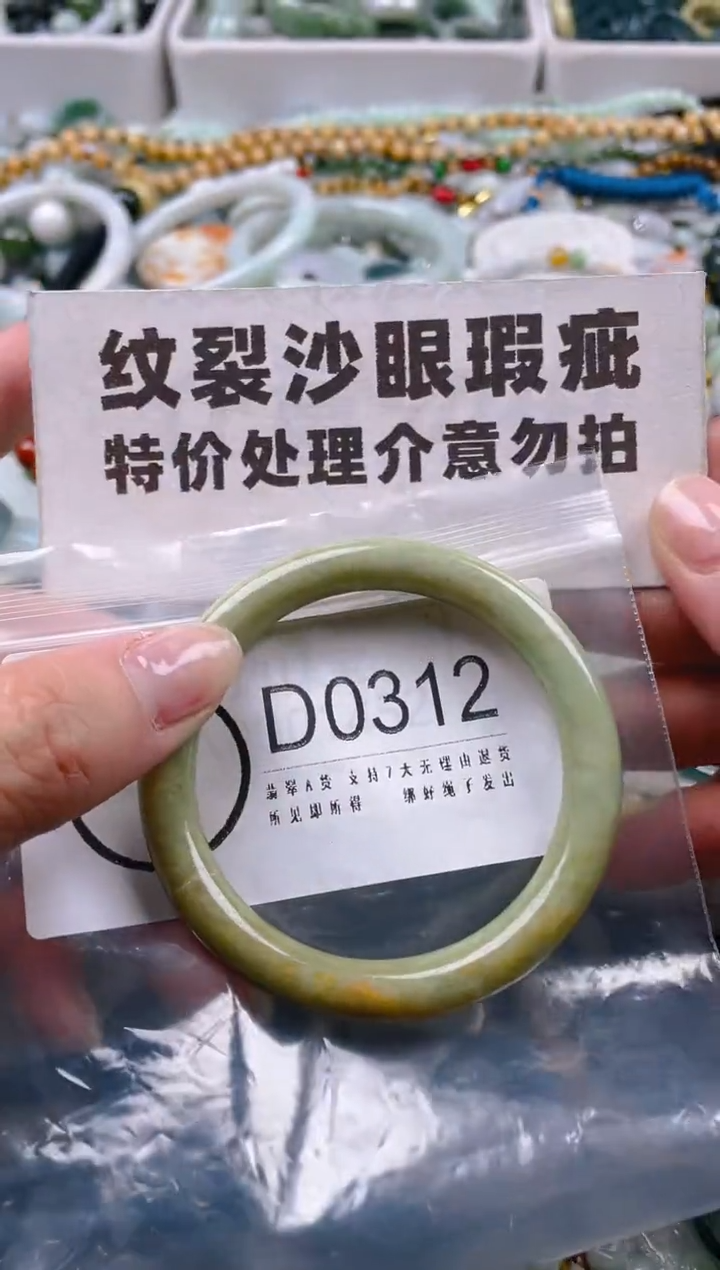 纹裂沙眼瑕疵
特价处理介意勿拍
D0312
翡翠A货 支持7天无理由退货
所见即所得 绑好绳子发出